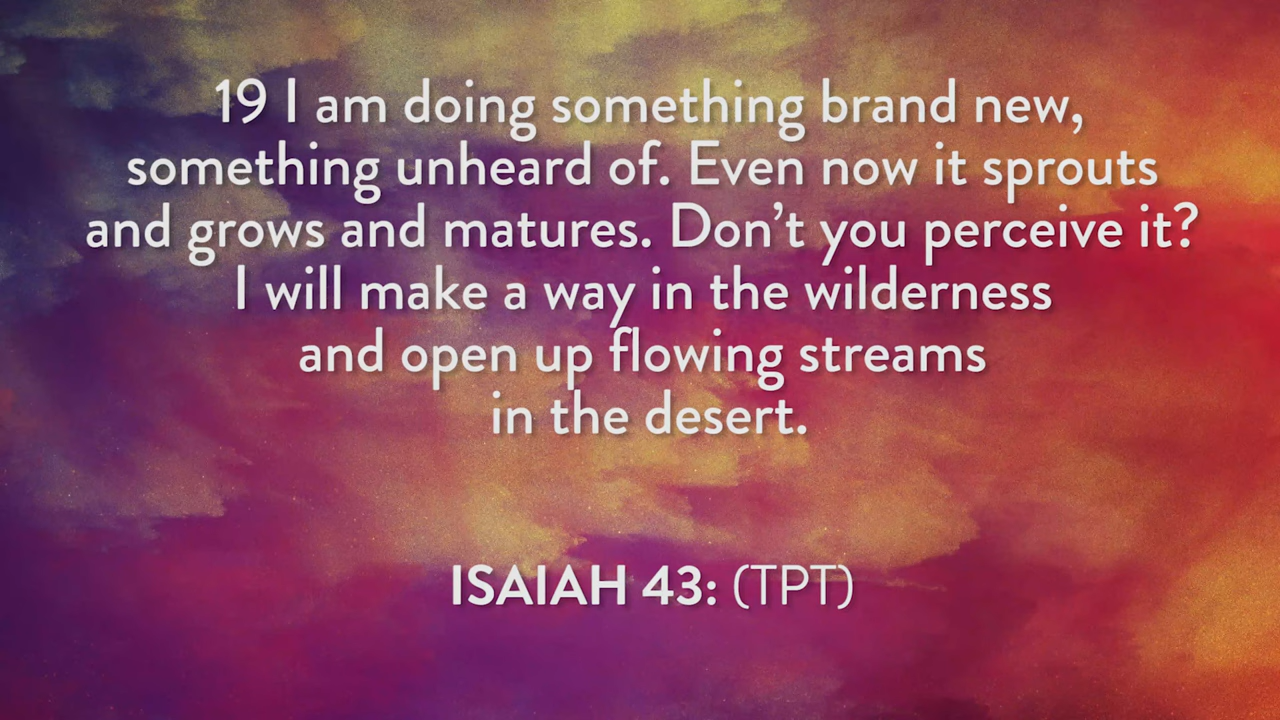 19 I am doing something brand new,
something unheard of. Even now it sprouts
and grows and matures. Don’t you perceive it?
I will make a way in the wilderness
and open up flowing streams
in the desert.
ISAIAH 43: (TPT)